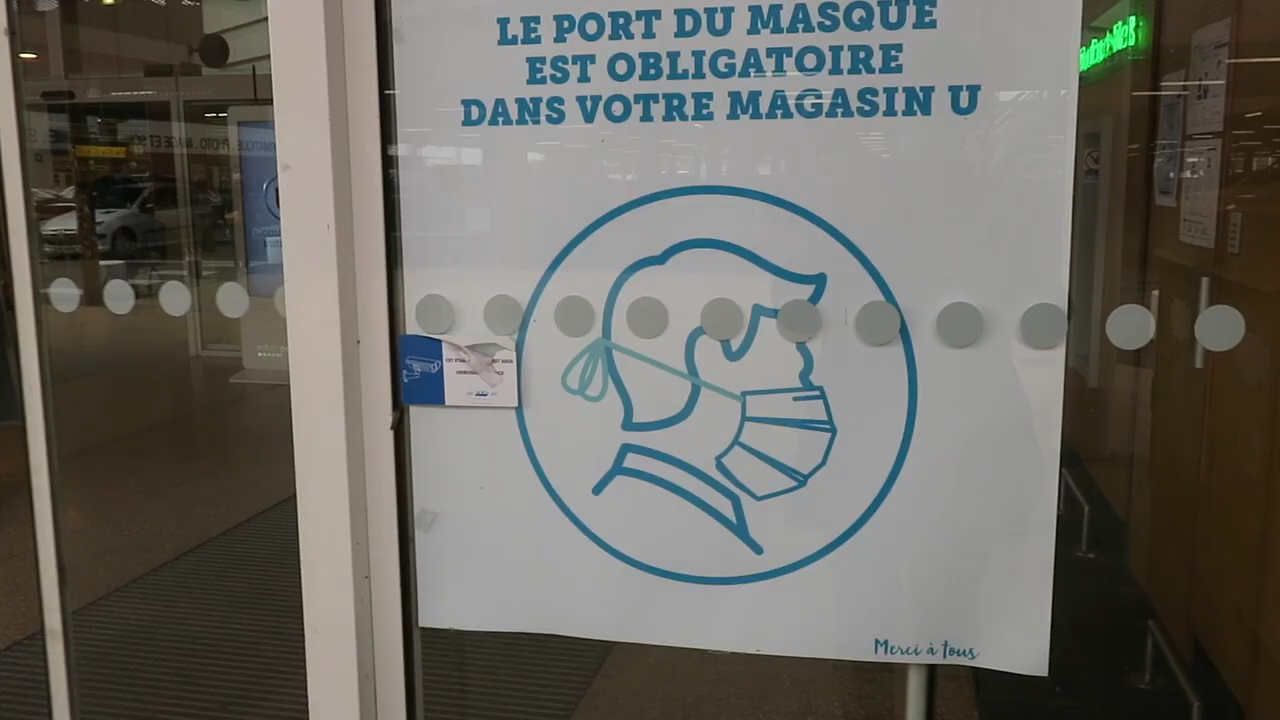 LE PORT DU MASQUE
EST OBLIGATOIRE
DANS VOTRE MAGASIN U
Merci à tous